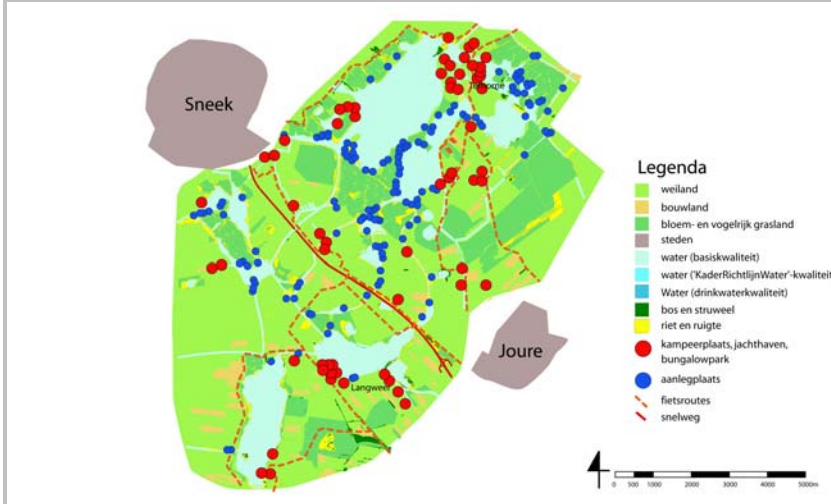 Sneek
Terhorne
Legenda
weiland
bouwland
bloem- en vogelrijk grasland
steden
water (basiskwaliteit)
water ('KaderRichtlijnWater'-kwaliteit
Water (drinkwaterkwaliteit)
bos en struweel
riet en ruigte
kampeerplaats, jachthaven,
bungalowpark
aanlegplaats
fietsroutes
snelweg
Joure
Langweer
0 500 1000 2000 3000 4000 5000m